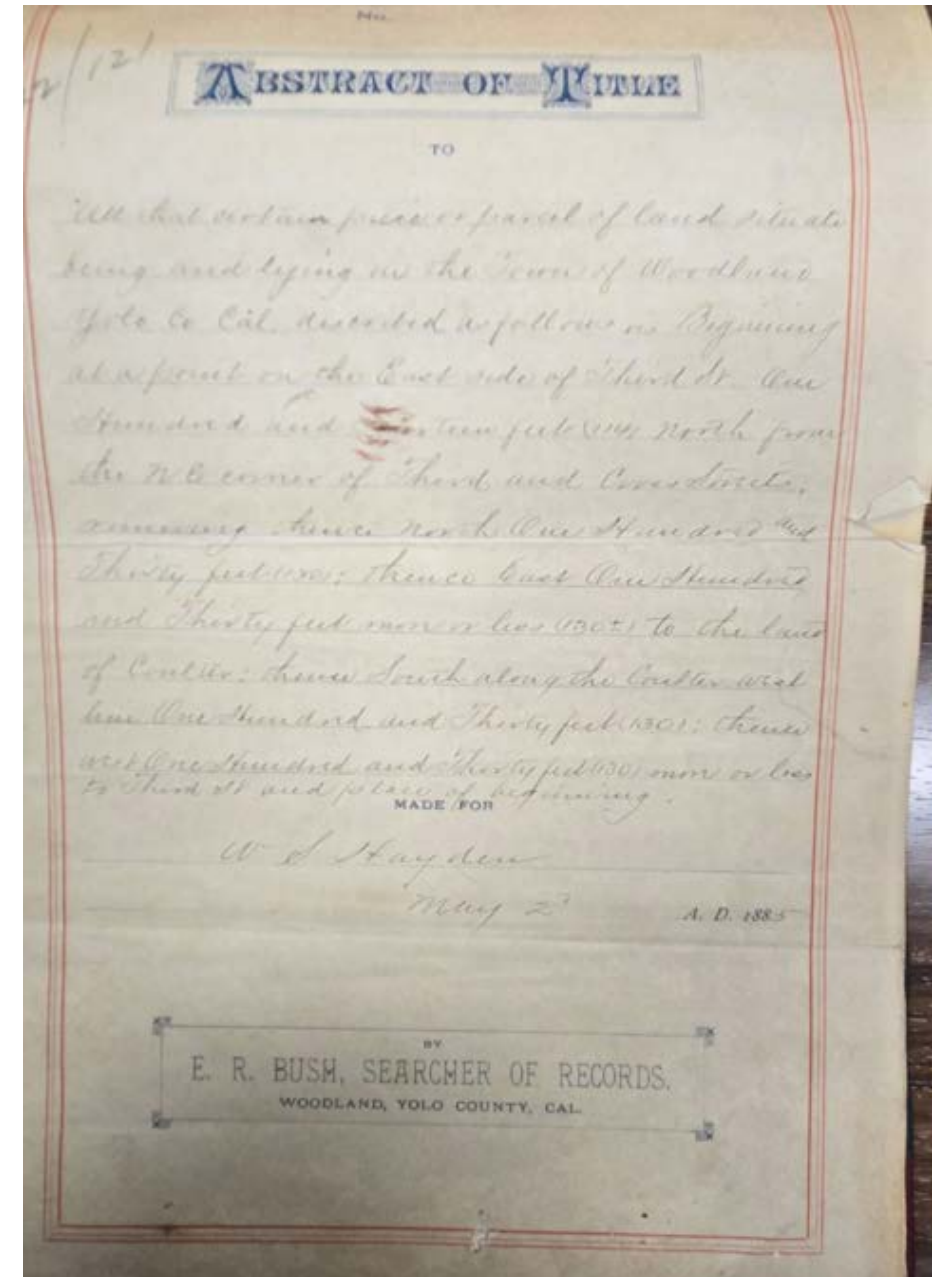 No.
2/121
ABSTRACT OF TITLE
TO
All that certain piece or parcel of land situate
being and lying in the Town of Woodland
Yolo Co Cal. described as follows Beginning
at a point on the East side of Third St. One
Hundred and feet (114) North from
the N E corner of Third and Cross Streets;
running thence North One Hundred and
Thirty feet (130); thence East One Hundred
and Thirty feet more or less (130±) to the land
of Coulter; thence South along the Coulter west
line One Hundred and Thirty feet (130); thence
west One Hundred and Thirty feet (130) more or less
to Third St and place of beginning.
MADE FOR
W S Hayden
May 2d A. D. 1885
BY
E. R. BUSH, SEARCHER OF RECORDS.
WOODLAND, YOLO COUNTY, CAL.